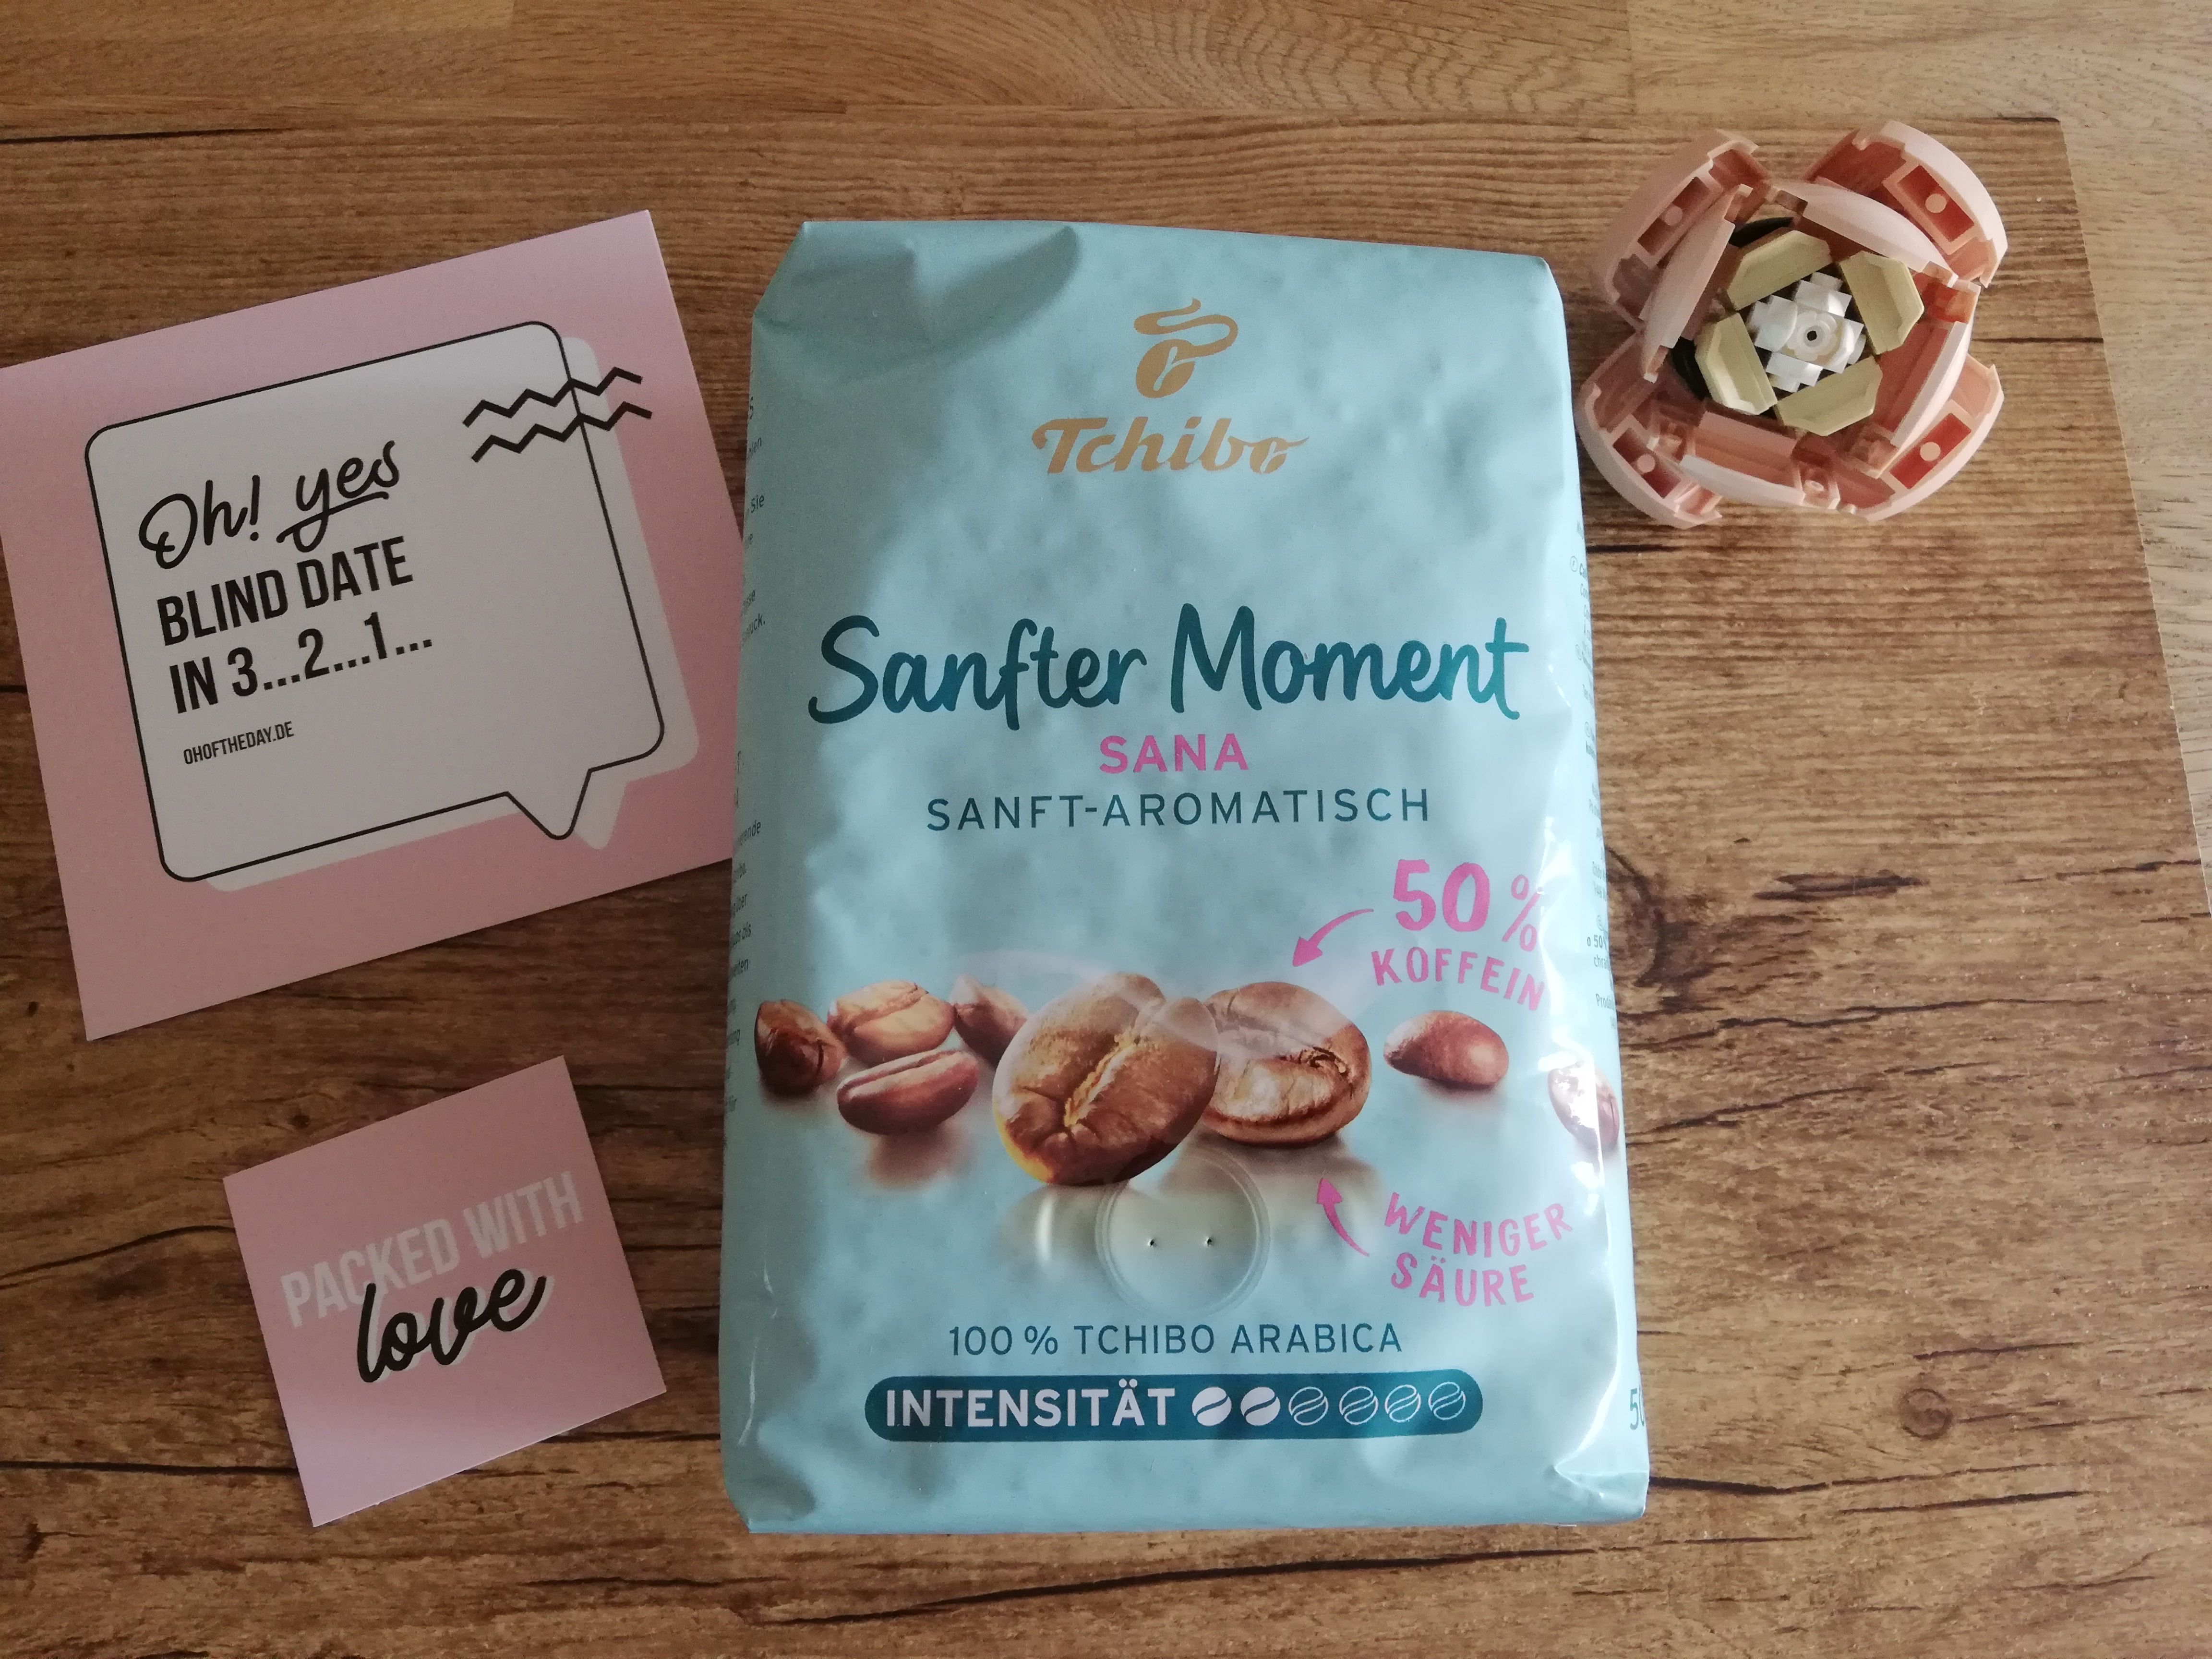 Oh! yes
BLIND DATE
IN 3...2...1...
OHOFTHEDAY.DE
PACKED WITH
love
Tchibo
Sanfter Moment
SANA
SANFT-AROMATISCH
50 %
KOFFEIN
WENIGER
SÄURE
100 % TCHIBO ARABICA
INTENSITÄT